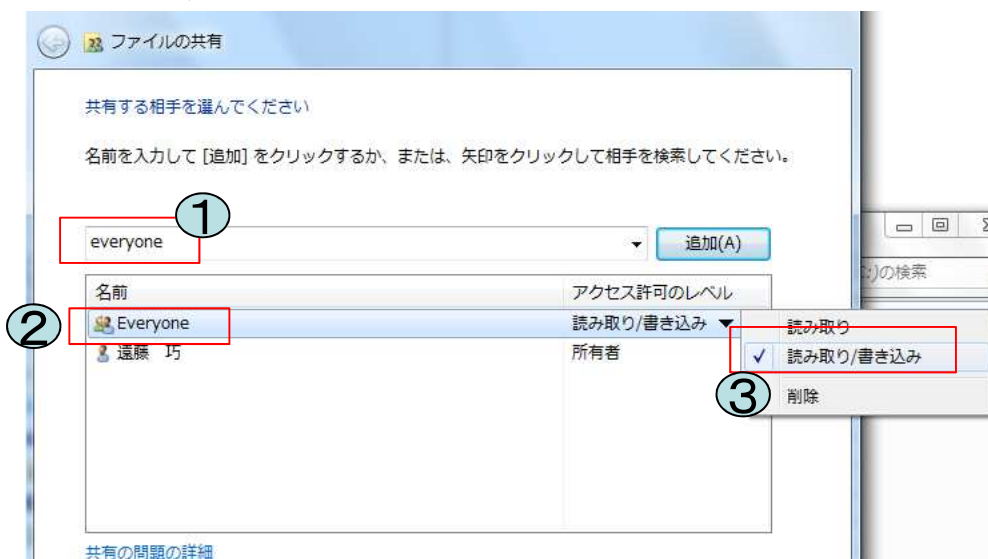 ファイルの共有
共有する相手を選んでください
名前を入力して [追加] をクリックするか、または、矢印をクリックして相手を検索してください。
1
everyone
追加(A)
)の検索
名前
アクセス許可のレベル
2
Everyone
読み取り/書き込み
読み取り
遠藤 巧
所有者
✓ 読み取り/書き込み
3
削除
共有の問題の詳細